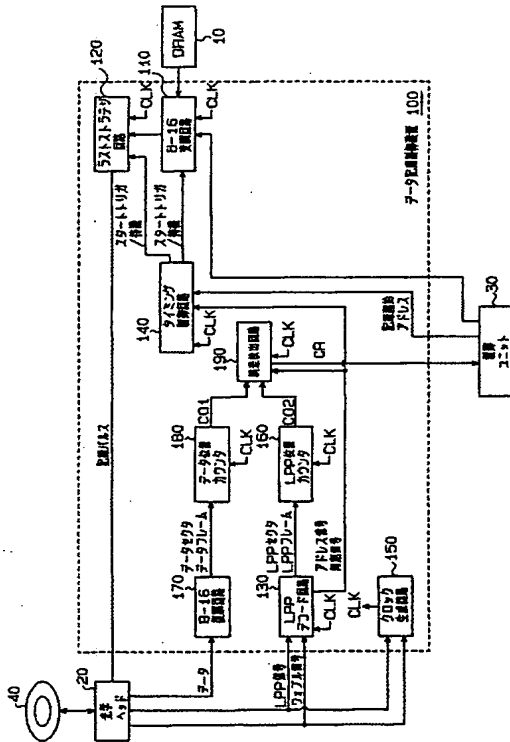 40
20
光学
ヘッド
記録パルス
120
ラストストラテジ
回路
CLK
スタートトリガ
/待機
110
8-16
変調回路
CLK
DRAM
10
スタートトリガ
/待機
140
タイミング
制御回路
CLK
データ
170
8-16
復調回路
データセクタ
データフレーム
180
データ位置
カウンタ
CLK
CO1
190
誤差検出回路
CLK
CR
LPP信号
ウォブル信号
130
LPP
デコード回路
CLK
LPPセクタ
LPPフレーム
160
LPP位置
カウンタ
CLK
CO2
アドレス信号
同期信号
150
クロック
生成回路
CLK
記録開始
アドレス
30
制御
ユニット
データ記録制御装置
100